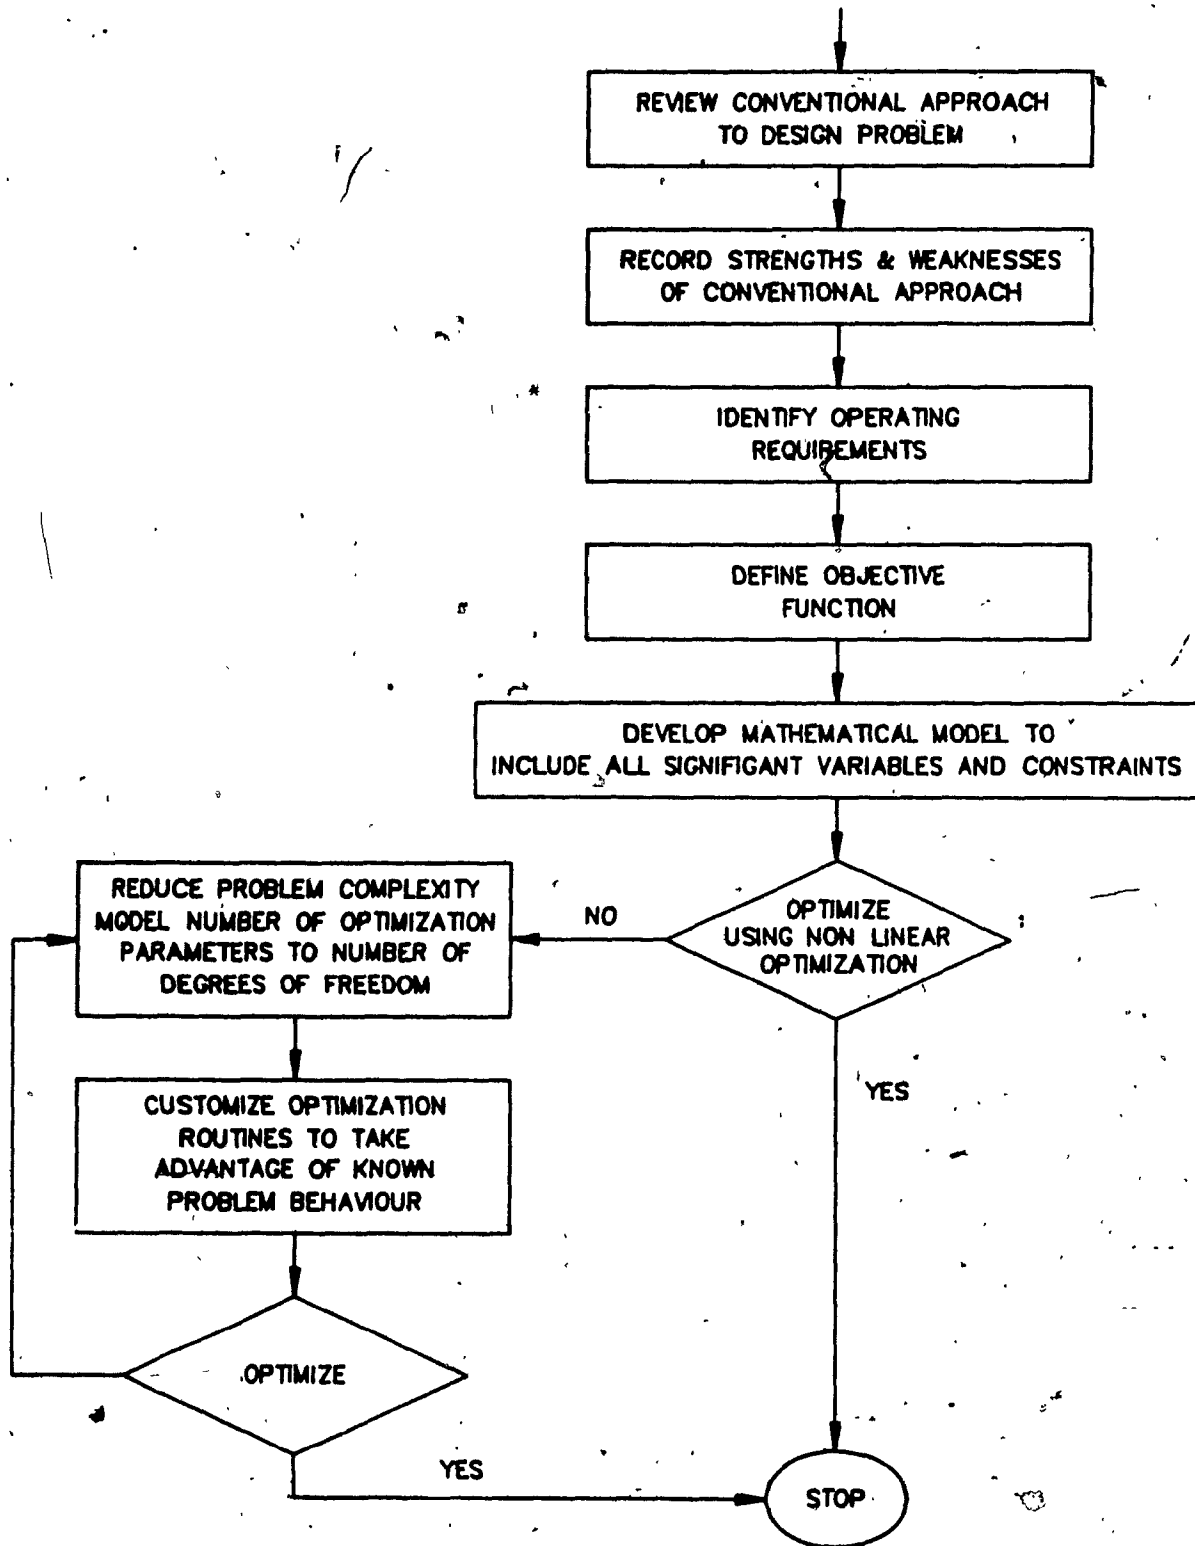 REVIEW CONVENTIONAL APPROACH
TO DESIGN PROBLEM
RECORD STRENGTHS & WEAKNESSES
OF CONVENTIONAL APPROACH
IDENTIFY OPERATING
REQUIREMENTS
DEFINE OBJECTIVE
FUNCTION
DEVELOP MATHEMATICAL MODEL TO
INCLUDE ALL SIGNIFIGANT VARIABLES AND CONSTRAINTS
OPTIMIZE
USING NON LINEAR
OPTIMIZATION
NO
YES
REDUCE PROBLEM COMPLEXITY
MODEL NUMBER OF OPTIMIZATION
PARAMETERS TO NUMBER OF
DEGREES OF FREEDOM
CUSTOMIZE OPTIMIZATION
ROUTINES TO TAKE
ADVANTAGE OF KNOWN
PROBLEM BEHAVIOUR
OPTIMIZE
YES
STOP